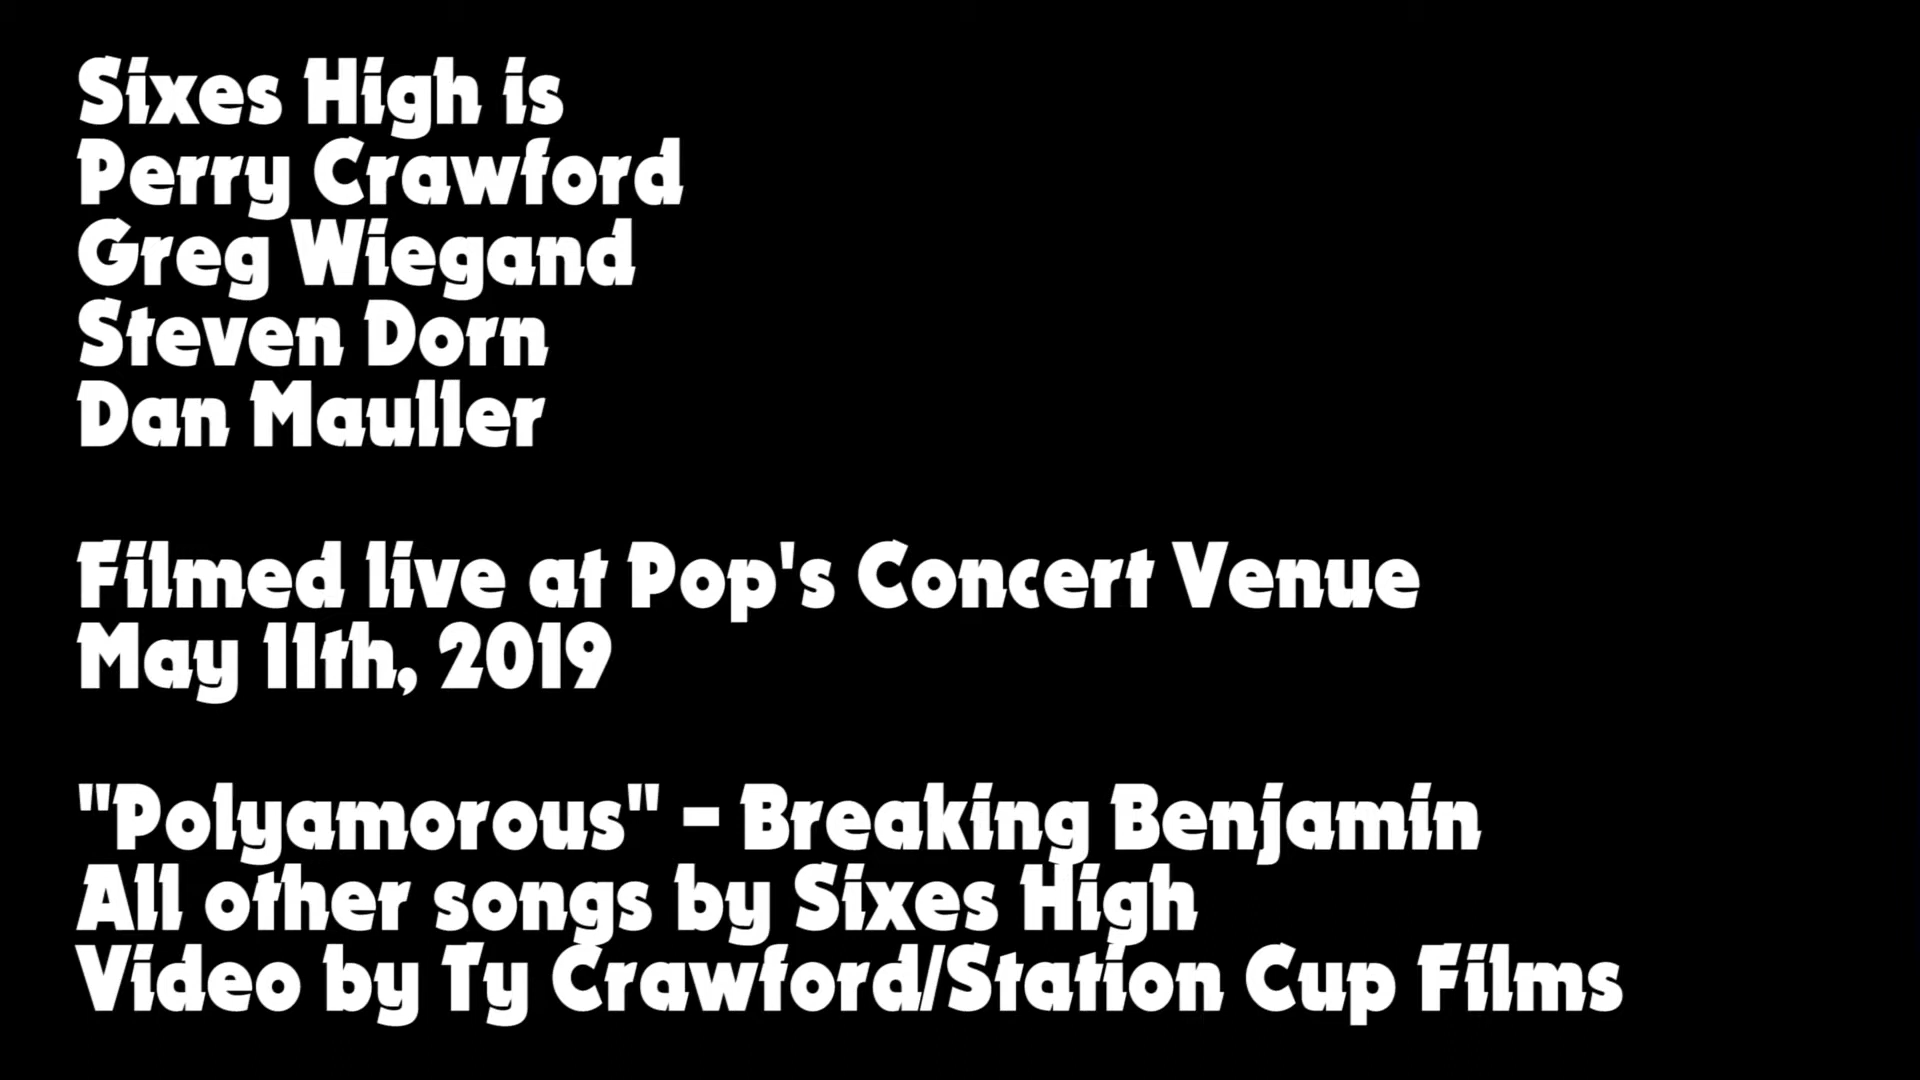 Sixes High is
Perry Crawford
Greg Wiegand
Steven Dorn
Dan Mauller
Filmed live at Pop's Concert Venue
May 11th, 2019
"Polyamorous" - Breaking Benjamin
All other songs by Sixes High
Video by Ty Crawford/Station Cup Films